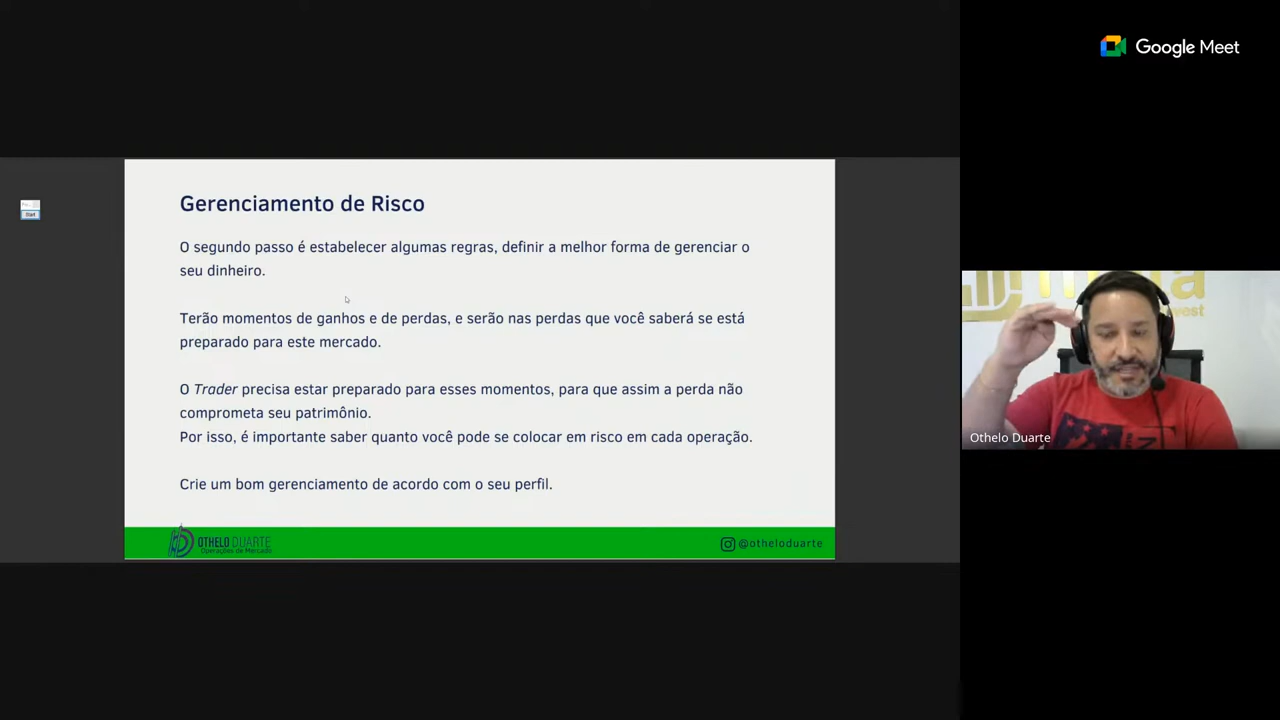 Google Meet
Gerenciamento de Risco
O segundo passo é estabelecer algumas regras, definir a melhor forma de gerenciar o
seu dinheiro.
Terão momentos de ganhos e de perdas, e serão nas perdas que você saberá se está
preparado para este mercado.
O Trader precisa estar preparado para esses momentos, para que assim a perda não
comprometa seu patrimônio.
Por isso, é importante saber quanto você pode se colocar em risco em cada operação.
Crie um bom gerenciamento de acordo com o seu perfil.
OTHELO DUARTE
Operações de Mercado
@otheloduarte
Othelo Duarte
Start